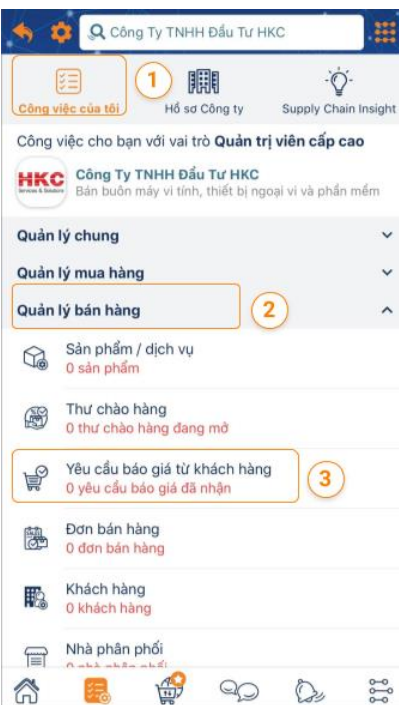 Công Ty TNHH Đầu Tư HKC
1
Công việc của tôi
Hồ sơ Công ty
Supply Chain Insight
Công việc cho bạn với vai trò Quản trị viên cấp cao
HKC
Công Ty TNHH Đầu Tư HKC
Bán buôn máy vi tính, thiết bị ngoại vi và phần mềm
Quản lý chung
Quản lý mua hàng
Quản lý bán hàng
2
Sản phẩm / dịch vụ
0 sản phẩm
Thư chào hàng
0 thư chào hàng đang mở
Yêu cầu báo giá từ khách hàng
0 yêu cầu báo giá đã nhận
3
Đơn bán hàng
0 đơn bán hàng
Khách hàng
0 khách hàng
Nhà phân phối
0 nhà phân phối